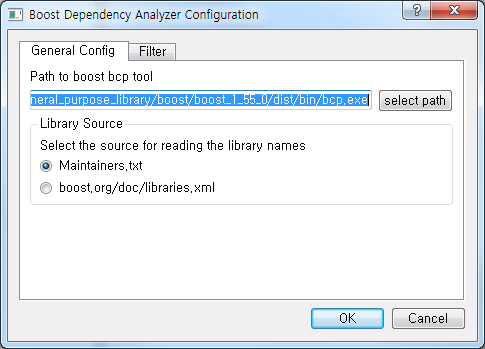 Boost Dependency Analyzer Configuration
General Config
Filter
Path to boost bcp tool
neral_purpose_library/boost/boost_1_55_0/dist/bin/bcp.exe
select path
Library Source
Select the source for reading the library names
Maintainers.txt
boost.org/doc/libraries.xml
OK
Cancel